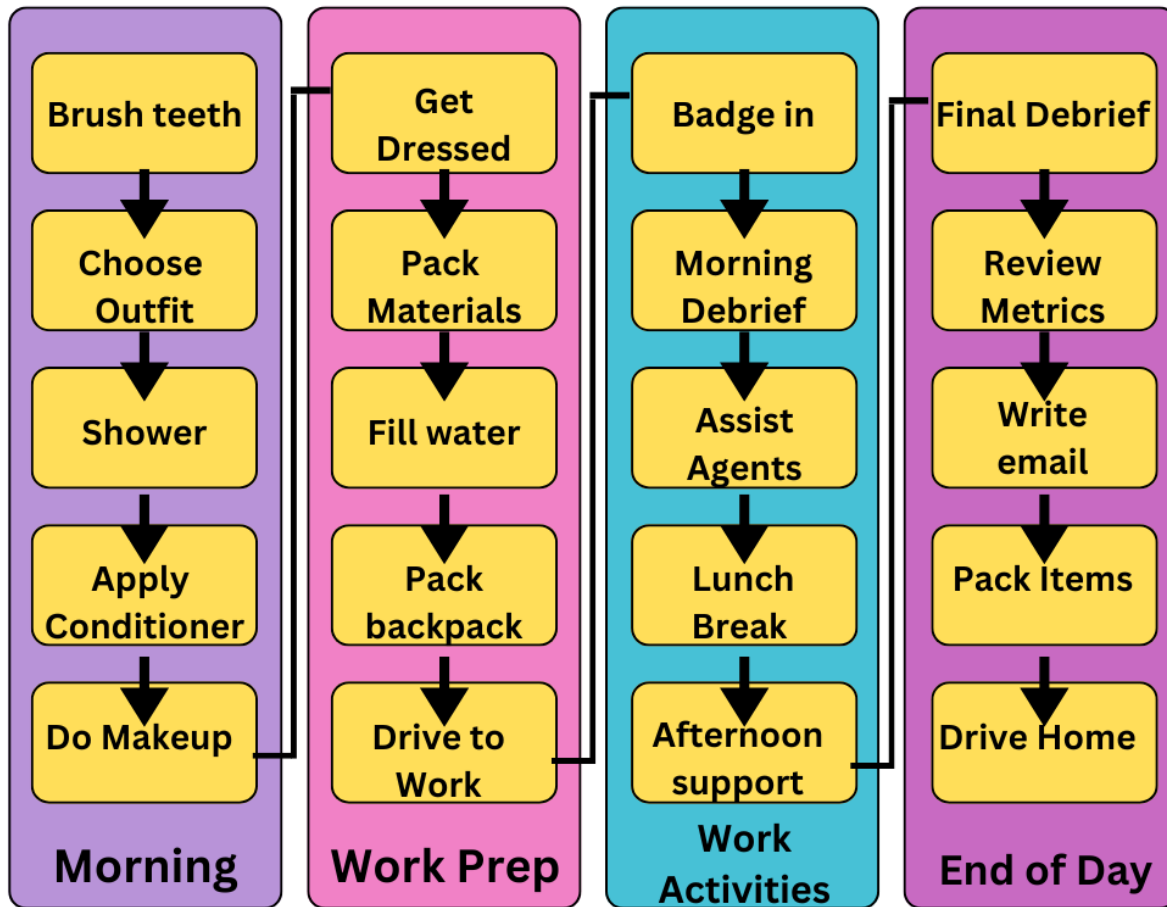 Brush teeth
Choose
Outfit
Shower
Apply
Conditioner
Do Makeup
Morning
Get
Dressed
Pack
Materials
Fill water
Pack
backpack
Drive to
Work
Work Prep
Badge in
Morning
Debrief
Assist
Agents
Lunch
Break
Afternoon
support
Work
Activities
Final Debrief
Review
Metrics
Write
email
Pack Items
Drive Home
End of Day